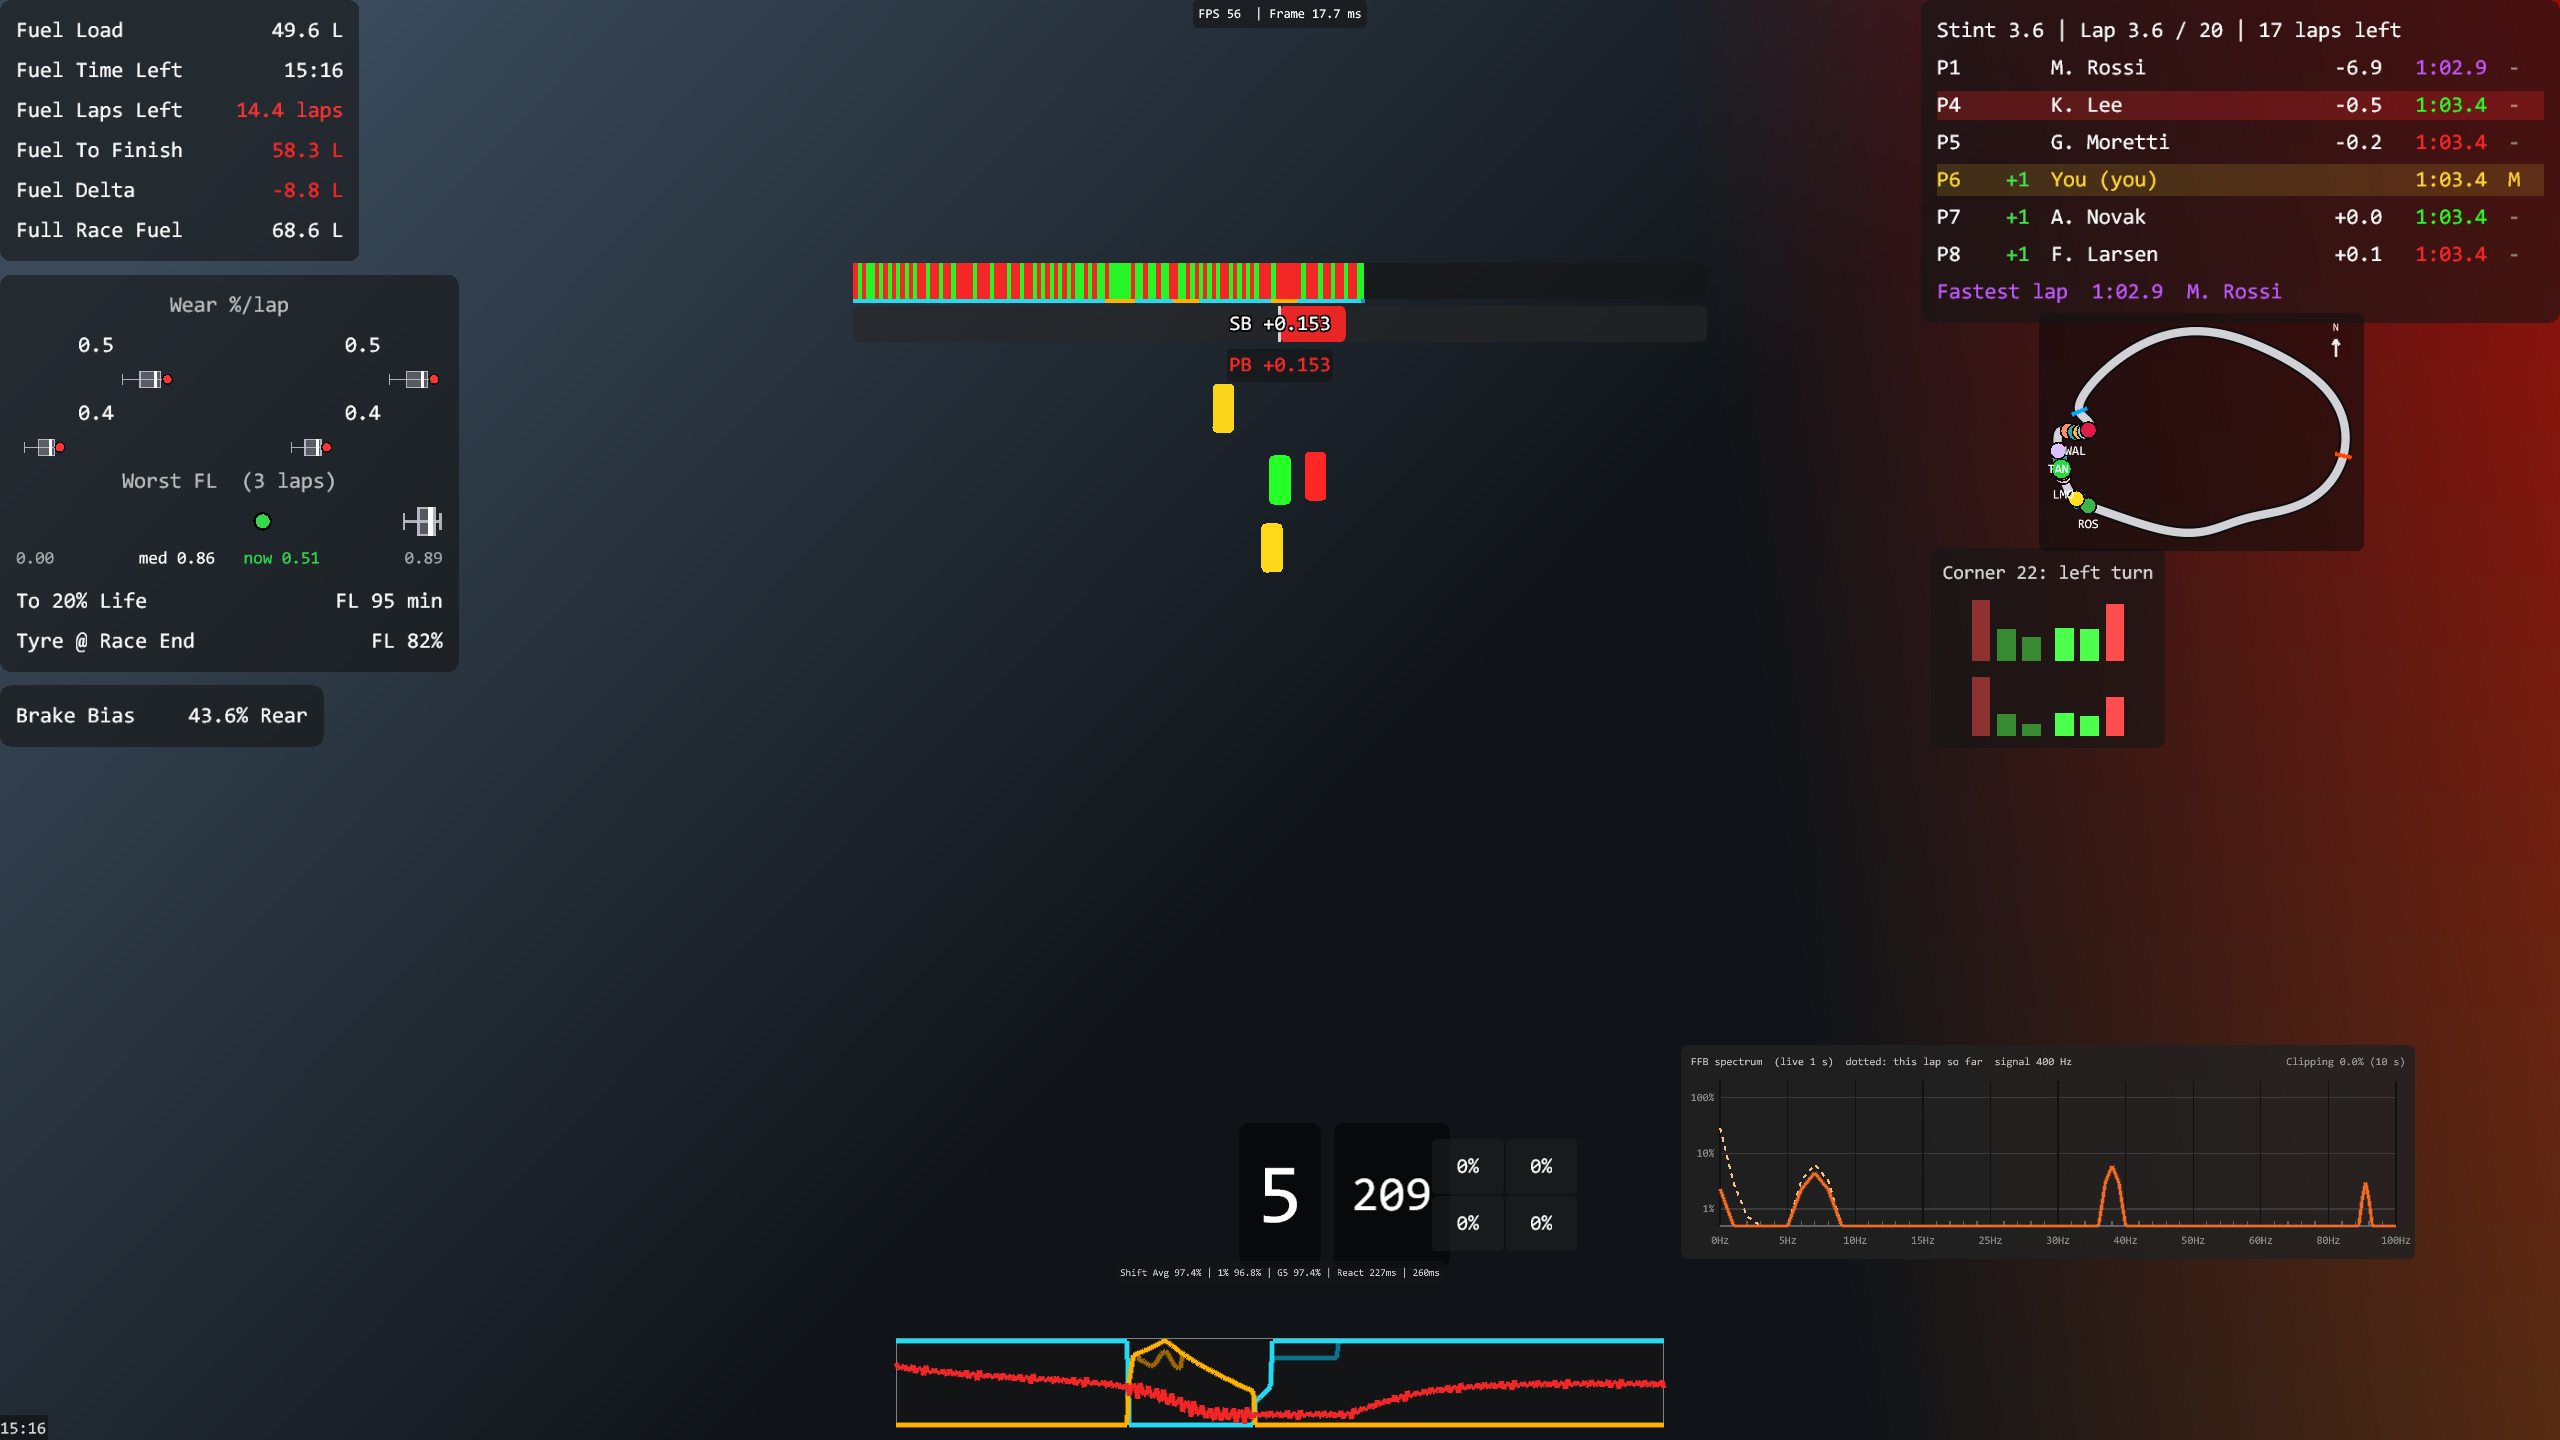 FPS 56 | Frame 17.7 ms
Fuel Load 49.6 L
Fuel Time Left 15:16
Fuel Laps Left 14.4 laps
Fuel To Finish 58.3 L
Fuel Delta -8.8 L
Full Race Fuel 68.6 L
Wear %/lap
0.5 0.5
0.4 0.4
Worst FL (3 laps)
0.00 med 0.86 now 0.51 0.89
To 20% Life FL 95 min
Tyre @ Race End FL 82%
Brake Bias 43.6% Rear
SB +0.153
PB +0.153
Stint 3.6 | Lap 3.6 / 20 | 17 laps left
P1 M. Rossi -6.9 1:02.9 -
P4 K. Lee -0.5 1:03.4 -
P5 G. Moretti -0.2 1:03.4 -
P6 +1 You (you) 1:03.4 M
P7 +1 A. Novak +0.0 1:03.4 -
P8 +1 F. Larsen +0.1 1:03.4 -
Fastest lap 1:02.9 M. Rossi
N
WAL
TAN
ROS
Corner 22: left turn
FFB spectrum (live 1 s) dotted: this lap so far signal 400 Hz Clipping 0.0% (10 s)
100%
10%
1%
0Hz 5Hz 10Hz 15Hz 25Hz 30Hz 40Hz 50Hz 60Hz 80Hz 100Hz
5 209
0% 0%
0% 0%
Shift Avg 97.4% | 1% 96.8% | G5 97.4% | React 227ms | 260ms
15:16